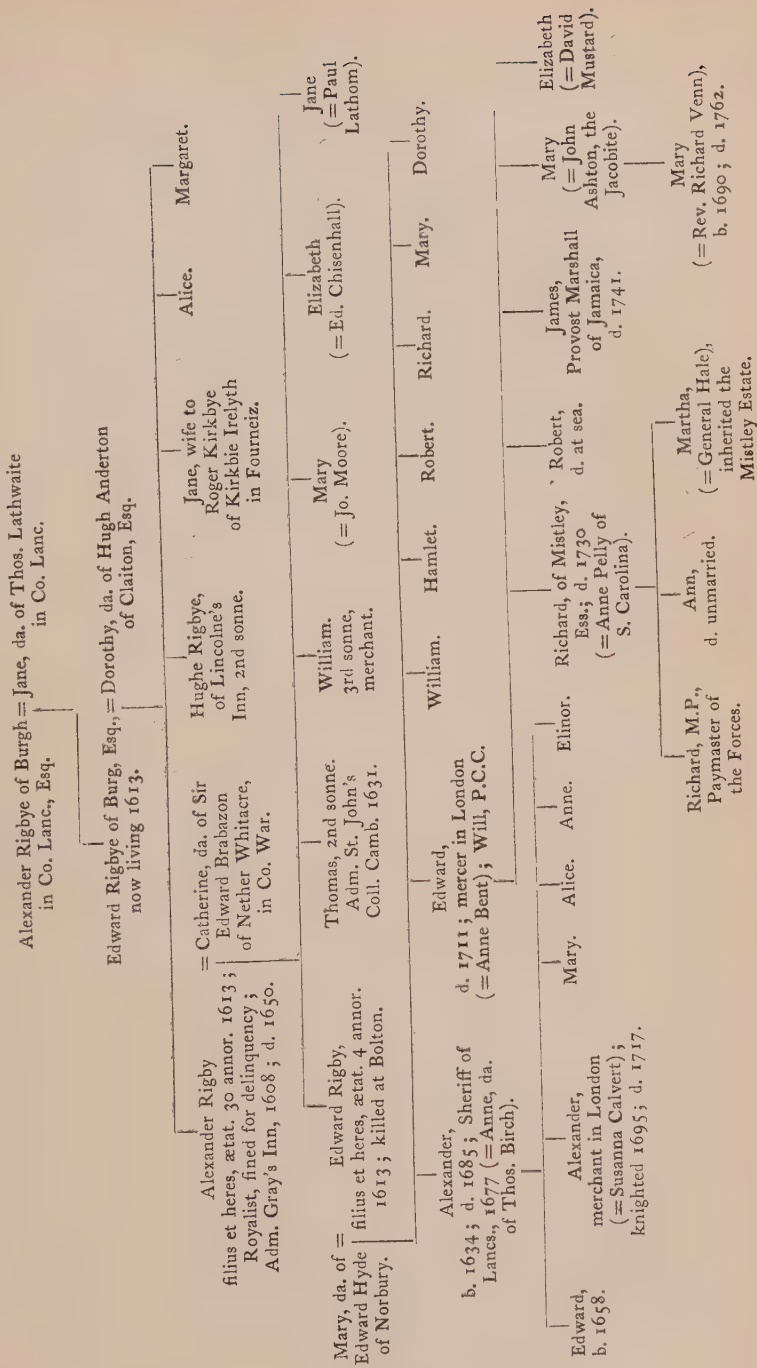 Alexander Rigbye of Burgh = Jane, da. of Thos. Lathwaite
in Co. Lanc., Esq.
in Co. Lanc.
Edward Rigbye of Burg, Esq., = Dorothy, da. of Hugh Anderton
now living 1613.
of Claiton, Esq.
Alexander Rigby
filius et heres, ætat. 30 annor. 1613;
Royalist, fined for delinquency;
Adm. Gray's Inn, 1608; d. 1650.
= Catherine, da. of Sir
Edward Brabazon
of Nether Whitacre,
in Co. War.
Hughe Rigbye,
of Lincolne's
Inn, 2nd sonne.
Jane, wife to
Roger Kirkbye
of Kirkbie Irelyth
in Fourneiz.
Alice.
Margaret.
Mary, da. of =
Edward Hyde
of Norbury.
Edward Rigby,
filius et heres, ætat. 4 annor.
1613; killed at Bolton.
Thomas, 2nd sonne.
Adm. St. John's
Coll. Camb. 1631.
William.
3rd sonne,
merchant.
Mary
(= Jo. Moore).
Elizabeth
(= Ed. Chisenhall).
Jane
(= Paul
Lathom).
Alexander,
b. 1634; d. 1685; Sheriff of
Lancs., 1677 (= Anne, da.
of Thos. Birch).
Edward,
d. 1711; mercer in London
(= Anne Bent); Will, P.C.C.
William.
Hamlet.
Robert.
Richard.
Mary.
Dorothy.
Edward,
b. 1658.
Alexander,
merchant in London
(= Susanna Calvert);
knighted 1695; d. 1717.
Mary.
Alice.
Anne.
Elinor.
Richard, of Mistley,
Ess.; d. 1730
(= Anne Pelly of
S. Carolina).
Robert,
d. at sea.
James,
Provost Marshall
of Jamaica,
d. 1741.
Mary
(= John
Ashton, the
Jacobite).
Elizabeth
(= David
Mustard).
Richard, M.P.,
Paymaster of
the Forces.
Ann,
d. unmarried.
Martha,
(= General Hale),
inherited the
Mistley Estate.
Mary
(= Rev. Richard Venn),
b. 1690; d. 1762.